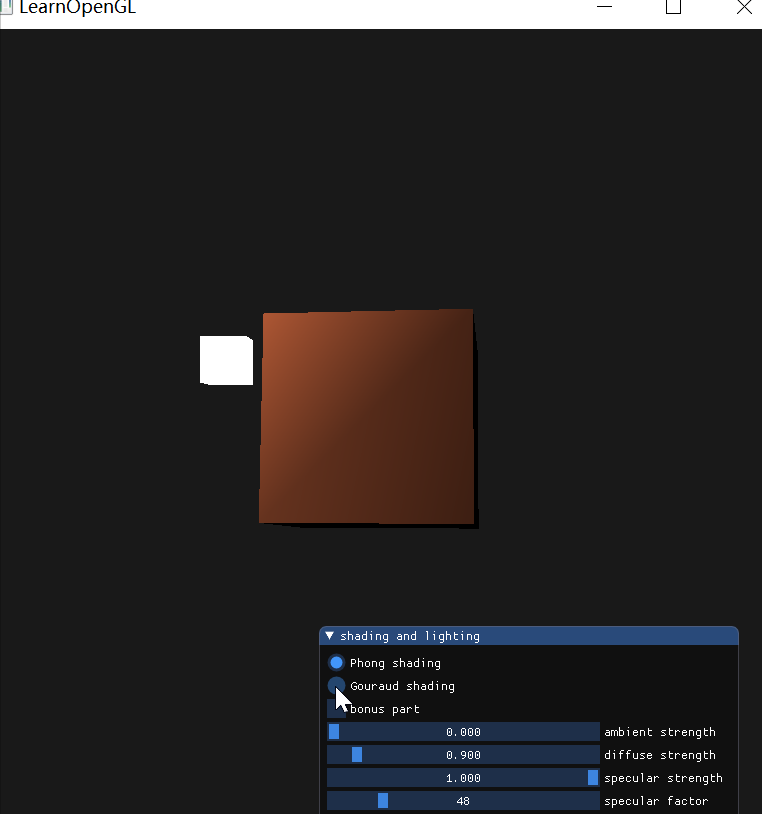 LearnOpenGL
shading and lighting
Phong shading
Gouraud shading
bonus part
0.000 ambient strength
0.900 diffuse strength
1.000 specular strength
48 specular factor